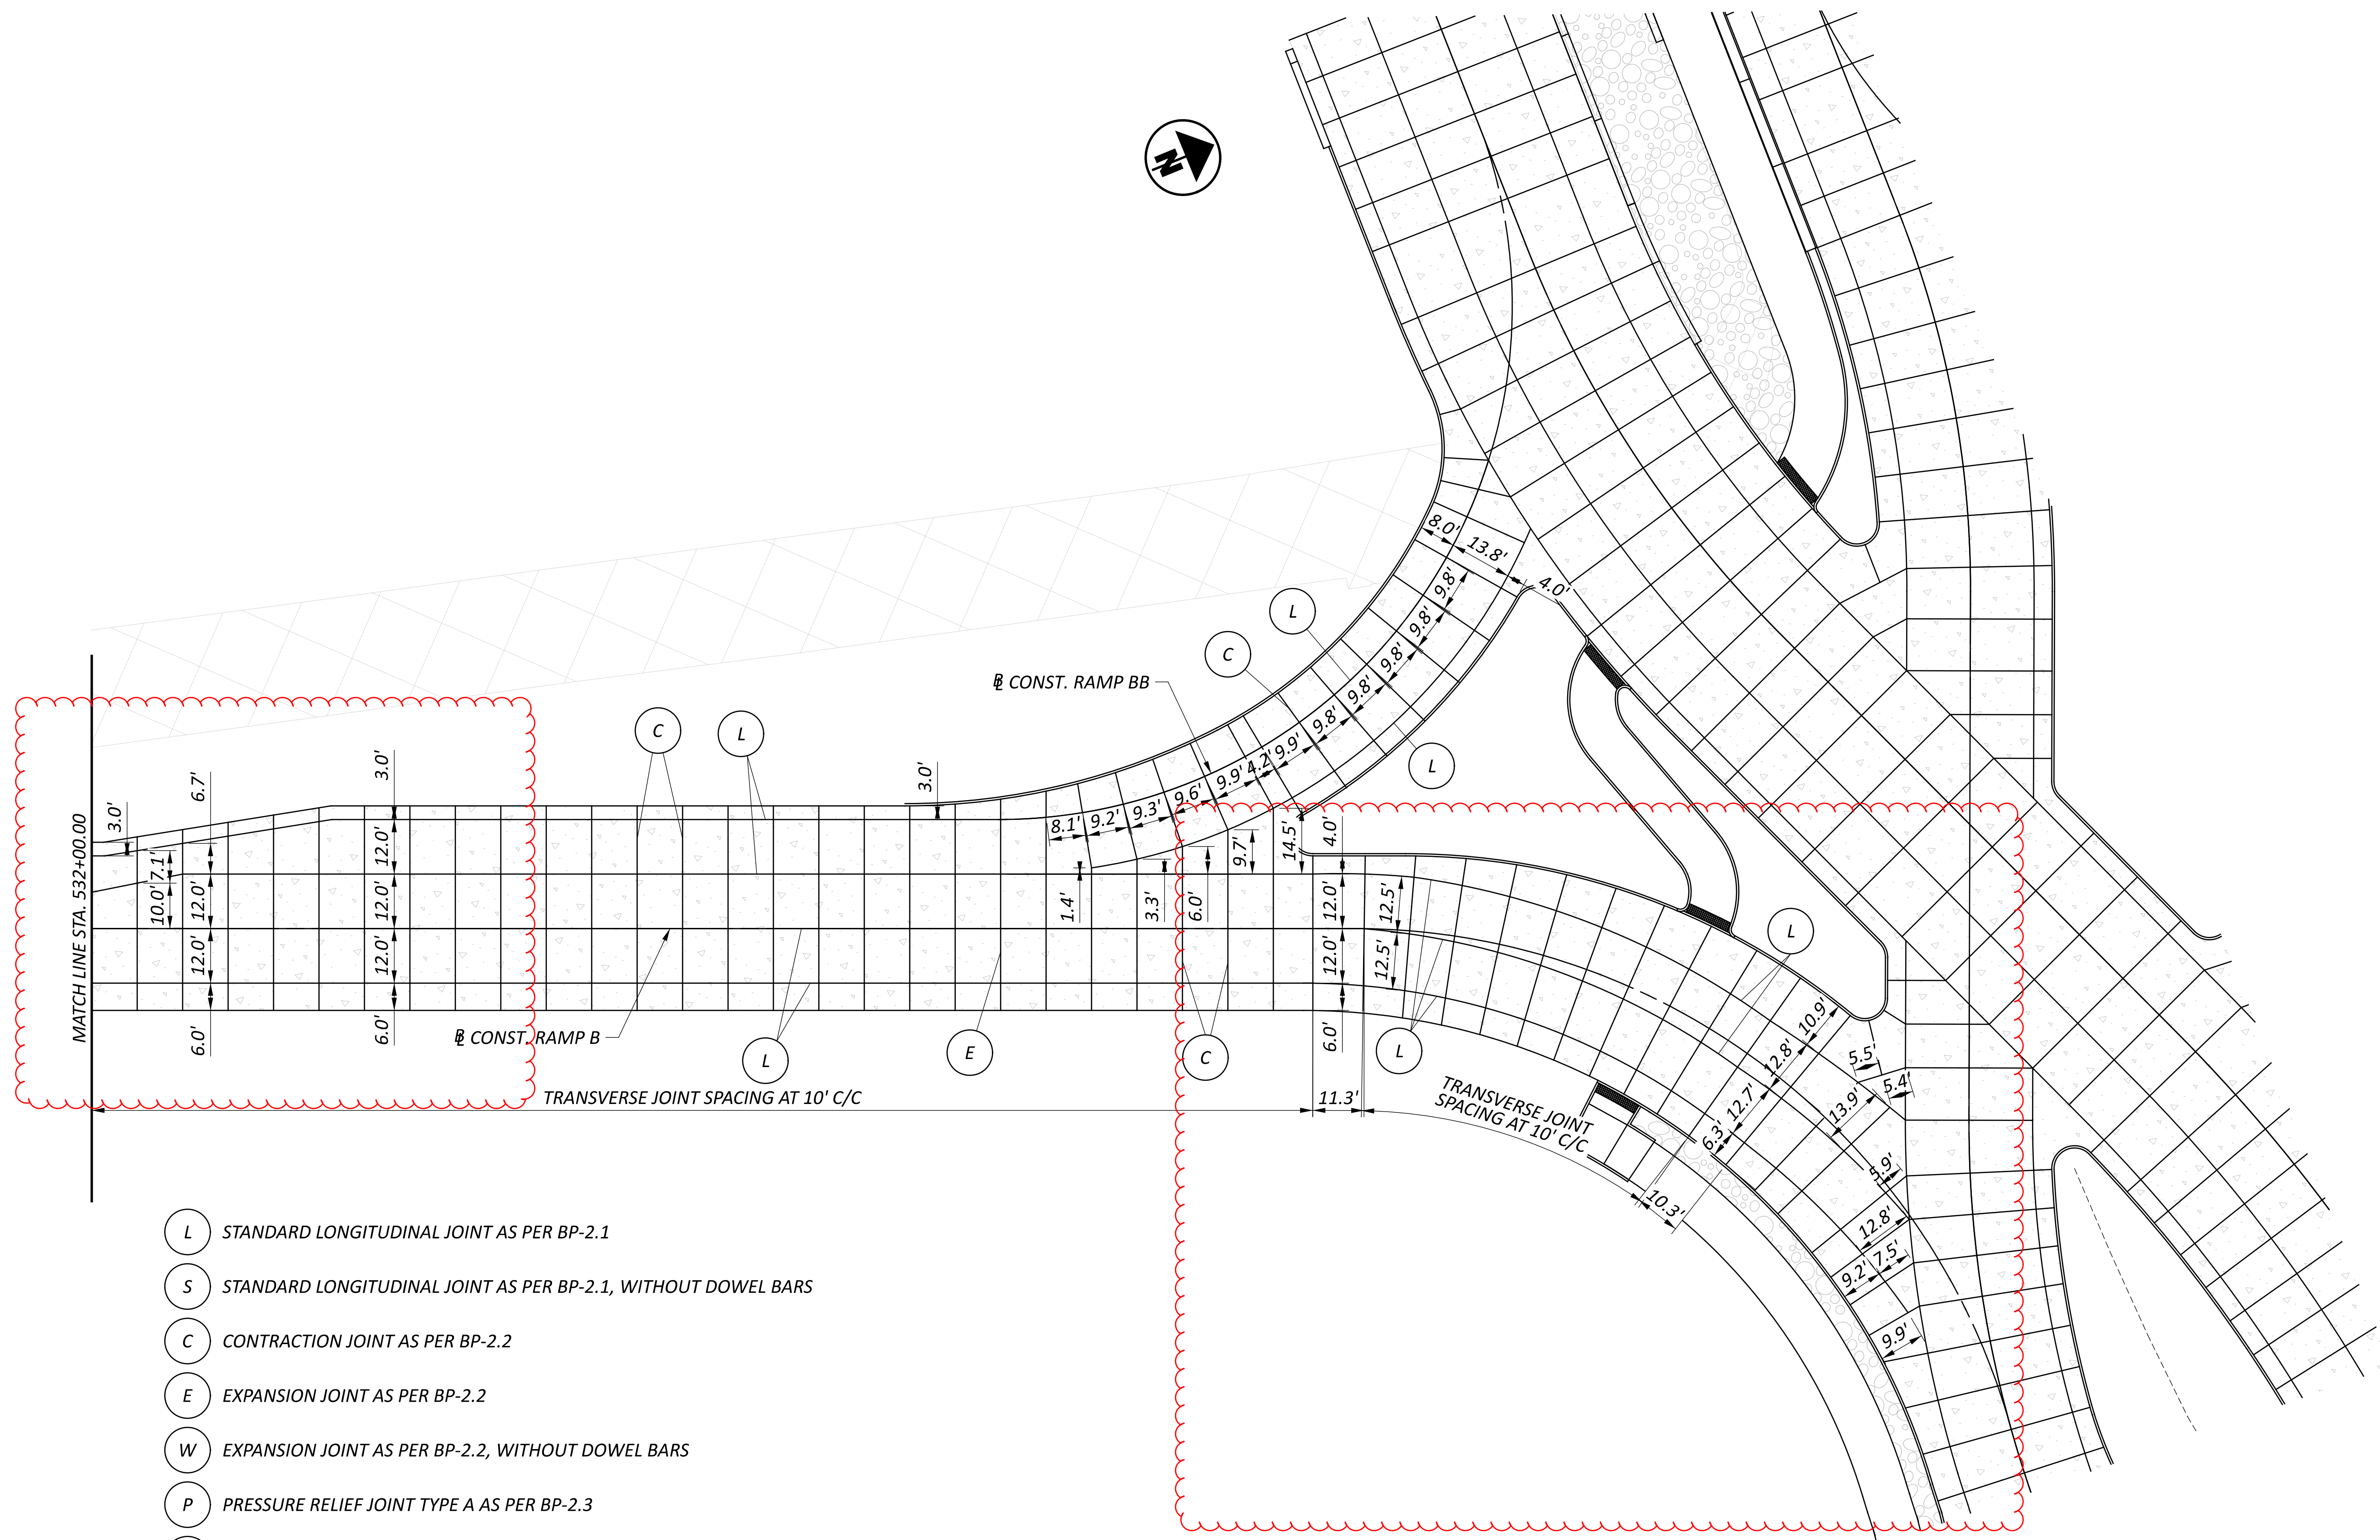 N
MATCH LINE STA. 532+00.00
3.0'
6.7'
3.0'
7.1'
10.0'
12.0'
12.0'
12.0'
12.0'
12.0'
6.0'
6.0'
C
L
3.0'
℄ CONST. RAMP BB
C
L
L
8.0'
13.8'
4.0'
9.8'
9.8'
9.8'
9.8'
9.8'
9.9'
4.2'
9.9'
9.6'
9.3'
9.2'
8.1'
1.4'
3.3'
6.0'
9.7'
14.5'
4.0'
12.0'
12.0'
6.0'
12.5'
12.5'
L
CONST. RAMP B
L
E
C
L
TRANSVERSE JOINT SPACING AT 10' C/C
11.3'
TRANSVERSE JOINT
SPACING AT 10' C/C
10.3'
10.9'
12.8'
12.7'
6.3'
5.5'
5.4'
13.9'
5.9'
12.8'
7.5'
9.2'
9.9'
L STANDARD LONGITUDINAL JOINT AS PER BP-2.1
S STANDARD LONGITUDINAL JOINT AS PER BP-2.1, WITHOUT DOWEL BARS
C CONTRACTION JOINT AS PER BP-2.2
E EXPANSION JOINT AS PER BP-2.2
W EXPANSION JOINT AS PER BP-2.2, WITHOUT DOWEL BARS
P PRESSURE RELIEF JOINT TYPE A AS PER BP-2.3